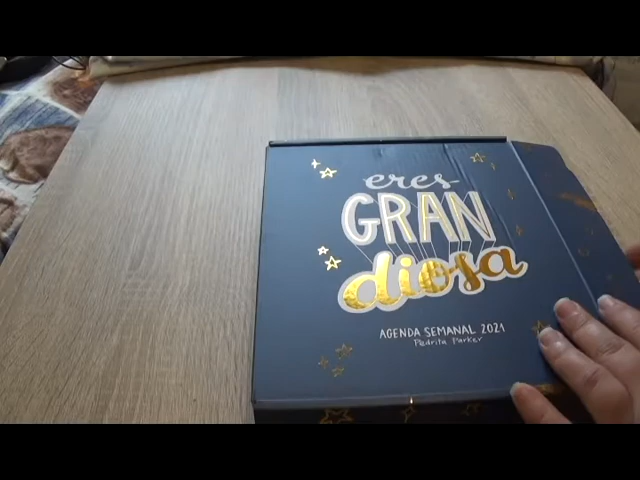 eres
GRAN
diosa
AGENDA SEMANAL 2021
Pedrita Parker